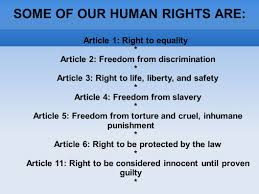 SOME OF OUR HUMAN RIGHTS ARE:
Article 1: Right to equality
*
Article 2: Freedom from discrimination
*
Article 3: Right to life, liberty, and safety
*
Article 4: Freedom from slavery
*
Article 5: Freedom from torture and cruel, inhumane
punishment
*
Article 6: Right to be protected by the law
*
Article 11: Right to be considered innocent until proven
guilty
*